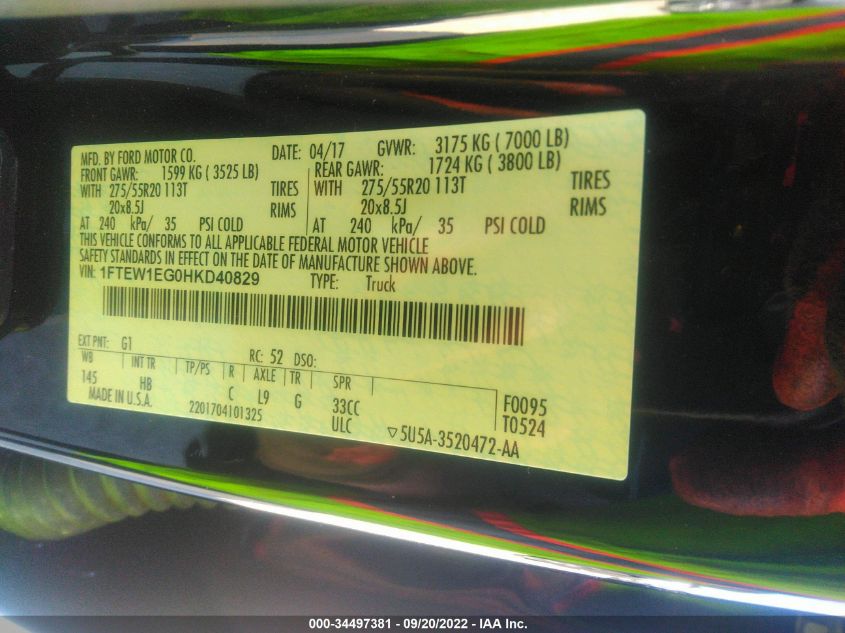 MFD. BY FORD MOTOR CO. DATE: 04/17 GVWR: 3175 KG ( 7000 LB)
FRONT GAWR: 1599 KG ( 3525 LB) REAR GAWR: 1724 KG ( 3800 LB)
WITH 275/55R20 113T TIRES WITH 275/55R20 113T TIRES
20x8.5J RIMS 20x8.5J RIMS
AT 240 kPa/ 35 PSI COLD AT 240 kPa/ 35 PSI COLD
THIS VEHICLE CONFORMS TO ALL APPLICABLE FEDERAL MOTOR VEHICLE
SAFETY STANDARDS IN EFFECT ON THE DATE OF MANUFACTURE SHOWN ABOVE.
VIN: 1FTEW1EG0HKD40829 TYPE: Truck
EXT PNT: G1 RC: 52 DSO:
WB INT TR TP/PS R AXLE TR SPR
145 HB C L9 G 33CC F0095
MADE IN U.S.A. 2201704101325 ULC T0524
▽5U5A-3520472-AA
000-34497381 - 09/20/2022 - IAA Inc.